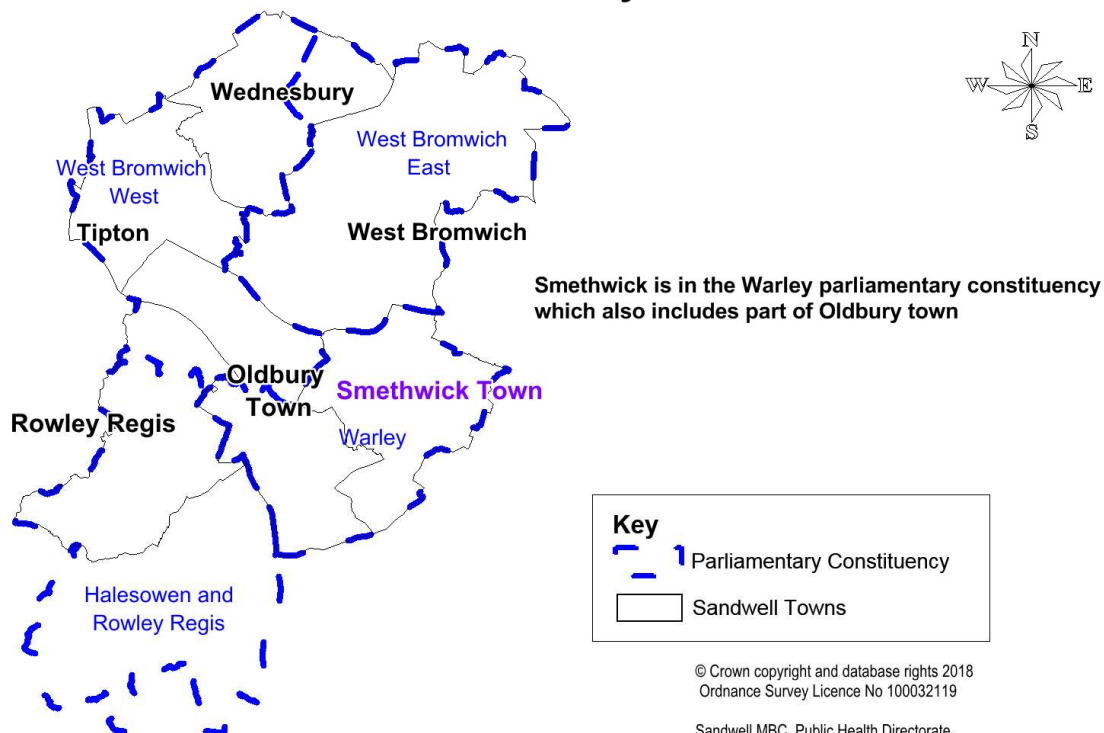 N
W E
S
Wednesbury
West Bromwich
East
West Bromwich
West
Tipton
West Bromwich
Smethwick is in the Warley parliamentary constituency
which also includes part of Oldbury town
Oldbury
Town
Smethwick Town
Rowley Regis
Warley
Key
Parliamentary Constituency
Sandwell Towns
Halesowen and
Rowley Regis
© Crown copyright and database rights 2018
Ordnance Survey Licence No 100032119
Sandwell MBC, Public Health Directorate